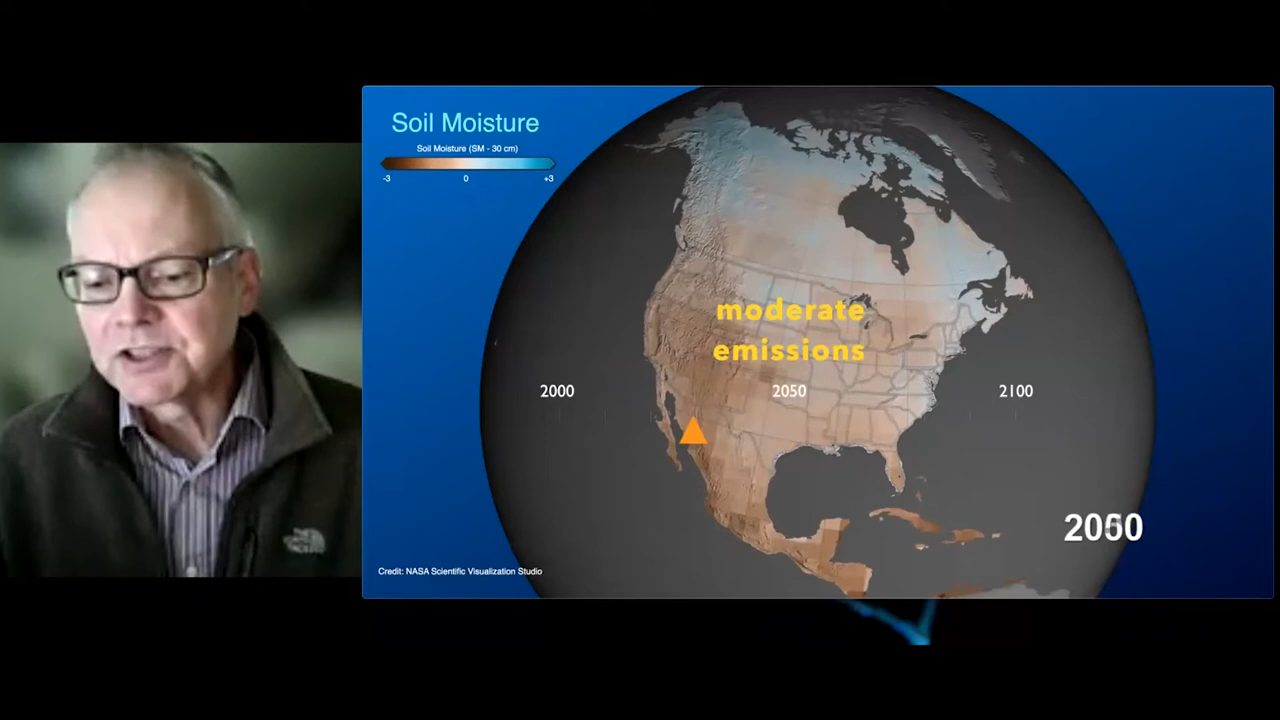 Soil Moisture
Soil Moisture (SM - 30 cm)
-3 0 +3
moderate
emissions
2000 2050 2100
Credit: NASA Scientific Visualization Studio